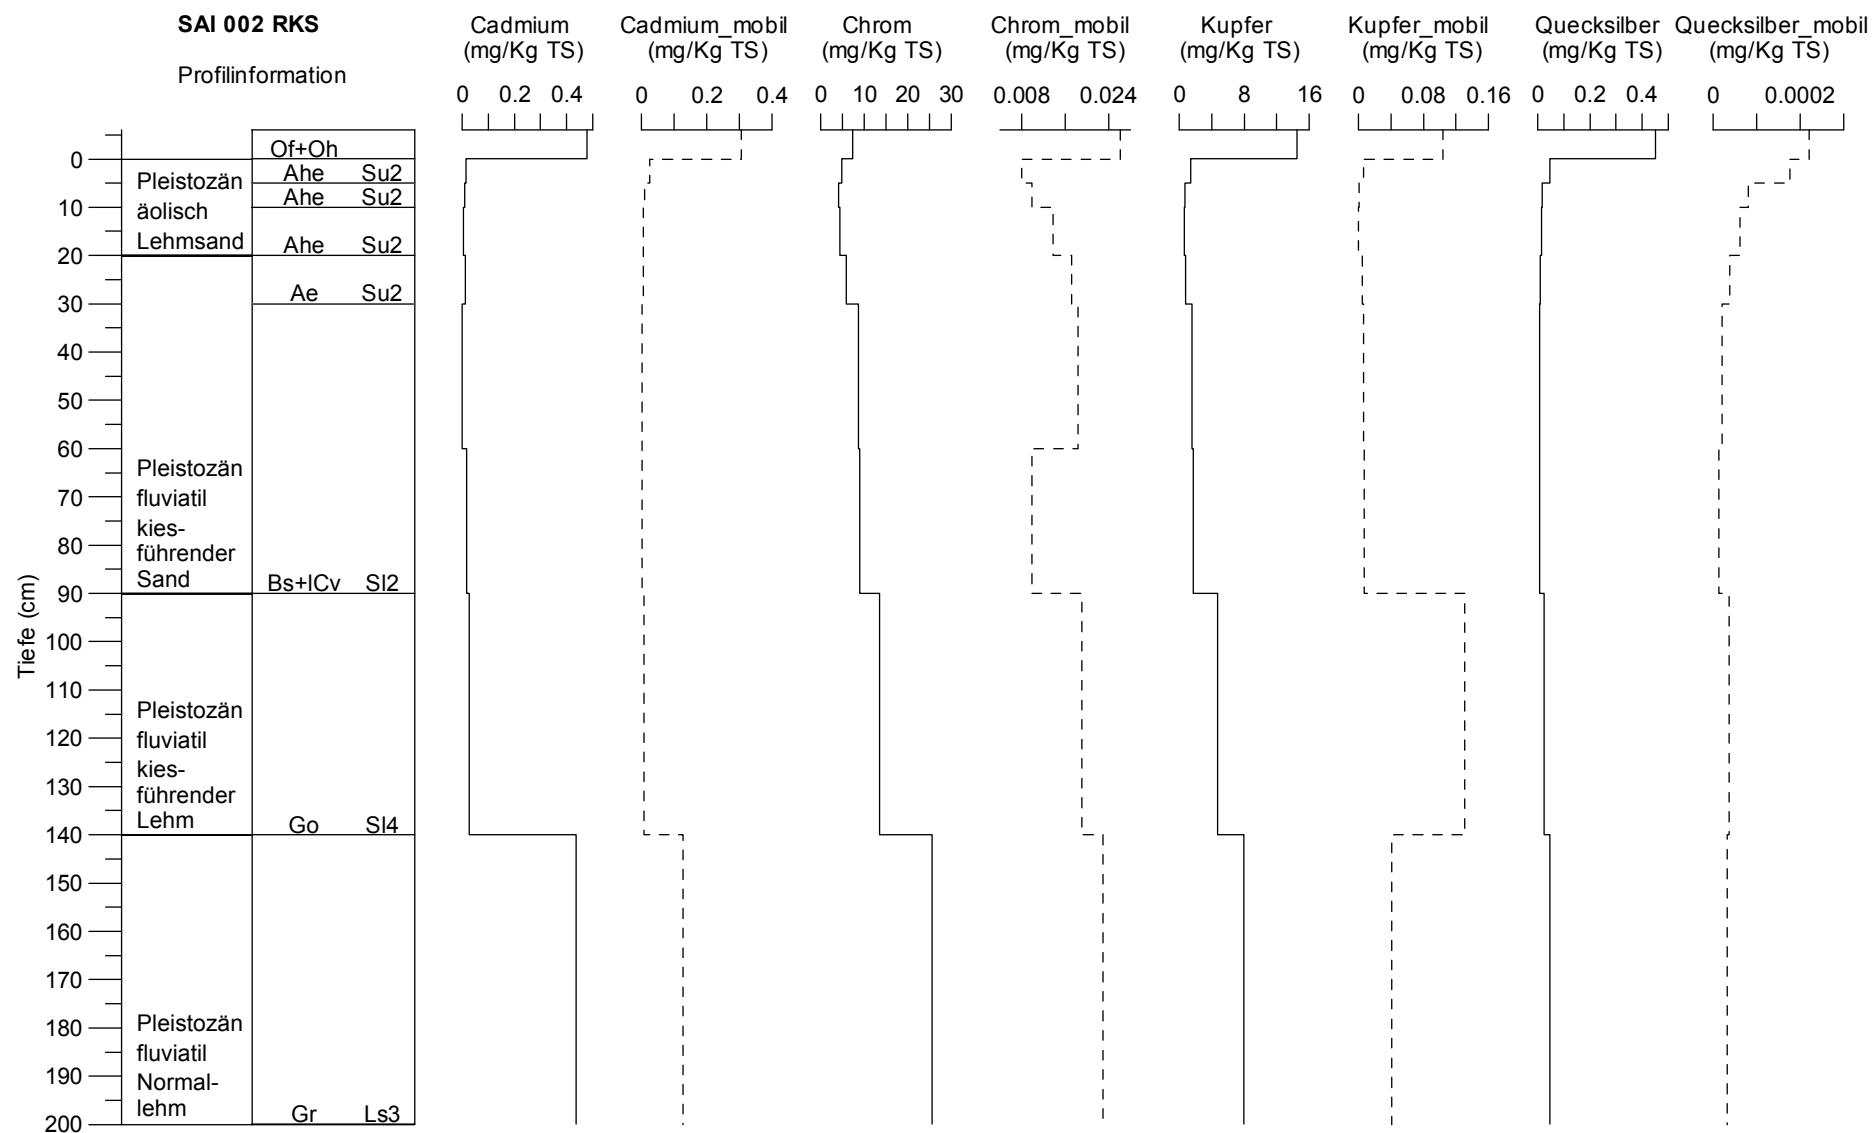 SAI 002 RKS
Profilinformation
Cadmium
(mg/Kg TS)
Cadmium_mobil
(mg/Kg TS)
Chrom
(mg/Kg TS)
Chrom_mobil
(mg/Kg TS)
Kupfer
(mg/Kg TS)
Kupfer_mobil
(mg/Kg TS)
Quecksilber
(mg/Kg TS)
Quecksilber_mobil
(mg/Kg TS)
0 0.2 0.4
0 0.2 0.4
0 10 20 30
0.008 0.024
0 8 16
0 0.08 0.16
0 0.2 0.4
0 0.0002
Tiefe (cm)
0
10
20
30
40
50
60
70
80
90
100
110
120
130
140
150
160
170
180
190
200
Pleistozän
äolisch
Lehmsand
Pleistozän
fluviatil
kies-
führender
Sand
Pleistozän
fluviatil
kies-
führender
Lehm
Pleistozän
fluviatil
Normal-
lehm
Of+Oh
Ahe Su2
Ahe Su2
Ahe Su2
Ae Su2
Bs+lCv Sl2
Go Sl4
Gr Ls3